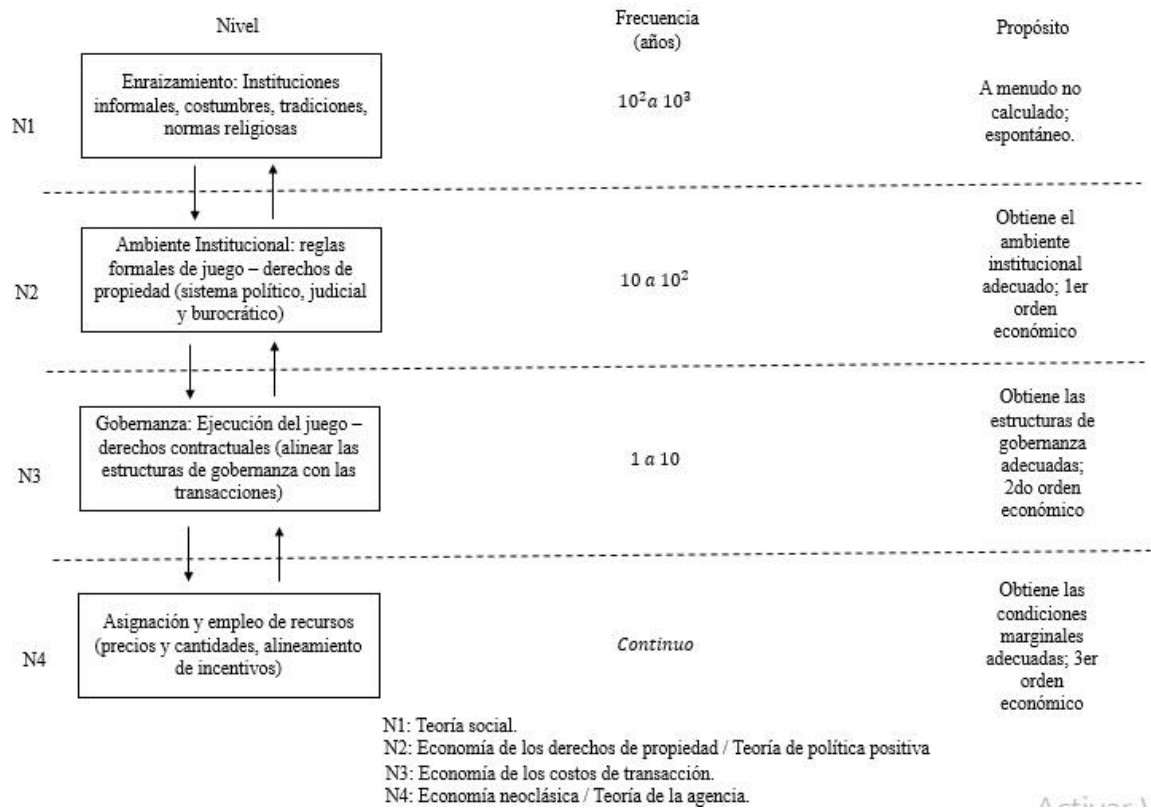 Nivel
Frecuencia
(años)
Propósito
N1
Enraizamiento: Instituciones
informales, costumbres, tradiciones,
normas religiosas
10² a 10³
A menudo no
calculado;
espontáneo.
N2
Ambiente Institucional: reglas
formales de juego – derechos de
propiedad (sistema político, judicial
y burocrático)
10 a 10²
Obtiene el
ambiente
institucional
adecuado; 1er
orden
económico
N3
Gobernanza: Ejecución del juego –
derechos contractuales (alinear las
estructuras de gobernanza con las
transacciones)
1 a 10
Obtiene las
estructuras de
gobernanza
adecuadas;
2do orden
económico
N4
Asignación y empleo de recursos
(precios y cantidades, alineamiento
de incentivos)
Continuo
Obtiene las
condiciones
marginales
adecuadas; 3er
orden
económico
N1: Teoría social.
N2: Economía de los derechos de propiedad / Teoría de política positiva
N3: Economía de los costos de transacción.
N4: Economía neoclásica / Teoría de la agencia.